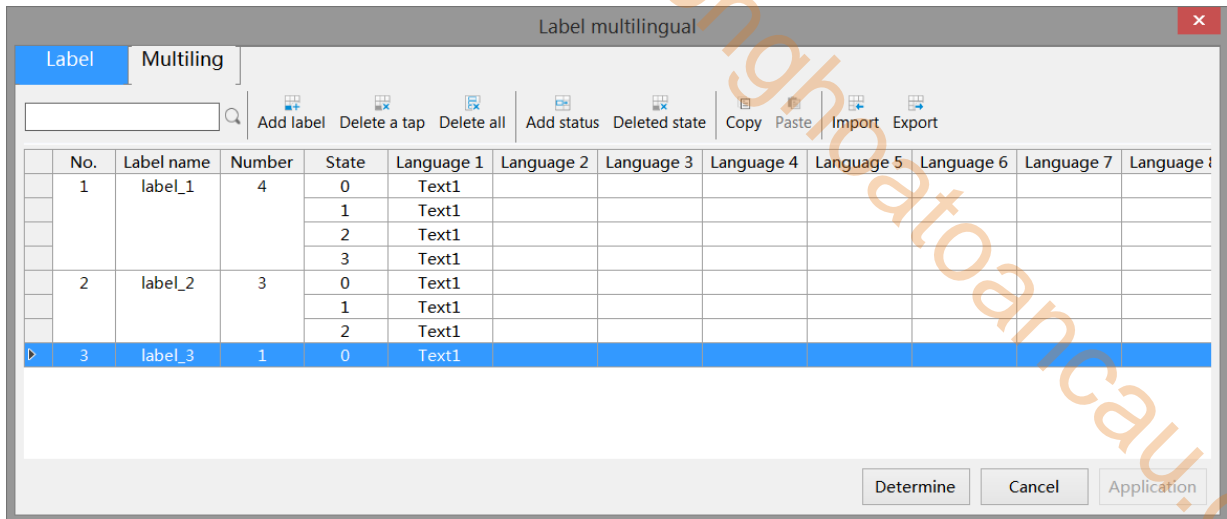 Label multilingual
Label Multiling
Add label Delete a tap Delete all Add status Deleted state Copy Paste Import Export
No. Label name Number State Language 1 Language 2 Language 3 Language 4 Language 5 Language 6 Language 7 Language 8
1 label_1 4 0 Text1
1 Text1
2 Text1
3 Text1
2 label_2 3 0 Text1
1 Text1
2 Text1
3 label_3 1 0 Text1
Determine Cancel Application
nghoatoancau.